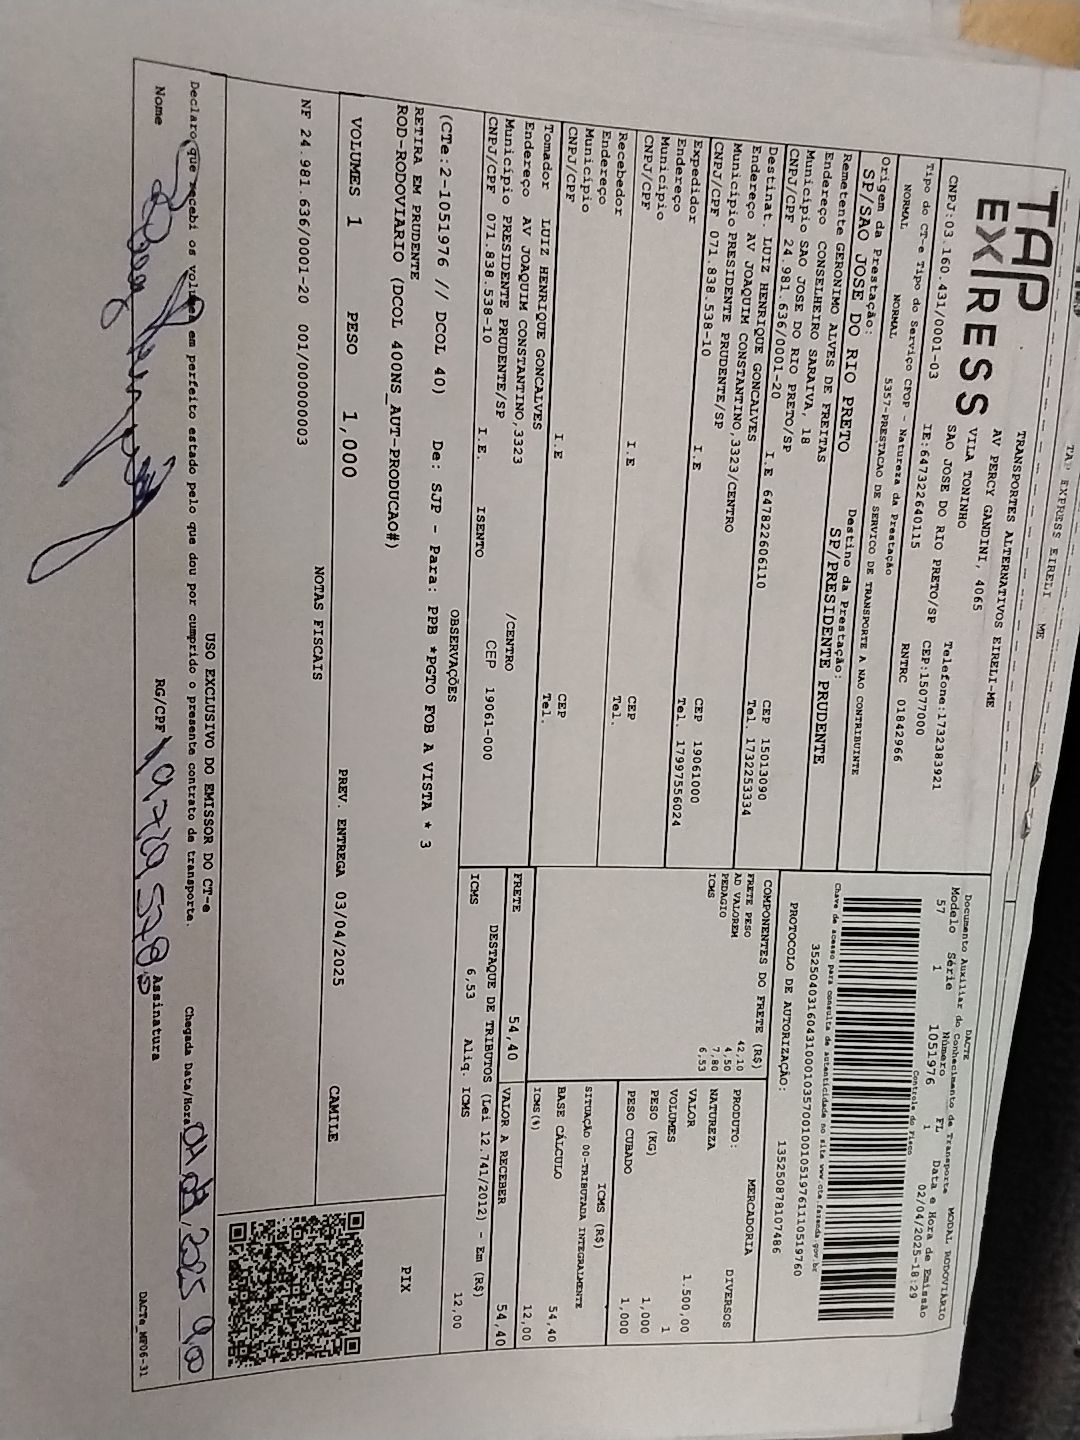 TAP EXPRESS EIRELI ME
TAP
EXPRESS
TRANSPORTES ALTERNATIVOS EIRELI-ME
AV PERCY GANDINI, 4065
VILA TONINHO
SAO JOSE DO RIO PRETO/SP
Telefone:1732383921
CNPJ:03.160.431/0001-03
IE:647322640115
CEP:15077000
Tipo do CT-e Tipo do Serviço CFOP - Natureza da Prestação
RNTRC 01842966
NORMAL NORMAL 5357-PRESTACAO DE SERVICO DE TRANSPORTE A NAO CONTRIBUINTE
Origem da Prestação:
Destino da Prestação:
SP/SAO JOSE DO RIO PRETO
SP/PRESIDENTE PRUDENTE
DACTE
Documento Auxiliar do Conhecimento de Transporte MODAL RODOVIÁRIO
Modelo Série Número FL Data e Hora de Emissão
57 1 1051976 1 02/04/2025-18:29
Controle do Fisco
Chave de acesso para consulta de autenticidade no site www.cte.fazenda.gov.br
35250403160431000103570010010519761110519760
PROTOCOLO DE AUTORIZAÇÃO: 135250878107486
Remetente GERONIMO ALVES DE FREITAS
Endereço CONSELHEIRO SARAIVA, 18
Município SAO JOSE DO RIO PRETO/SP
CEP 15013090
CNPJ/CPF 24.981.636/0001-20
I.E 647822606110
Tel. 1732253334
Destinat. LUIZ HENRIQUE GONCALVES
Endereço AV JOAQUIM CONSTANTINO,3323/CENTRO
Município PRESIDENTE PRUDENTE/SP
CEP 19061000
CNPJ/CPF 071.838.538-10
I.E
Tel. 17997556024
Expedidor
Endereço
Município
CEP
CNPJ/CPF
I.E
Tel.
Recebedor
Endereço
Município
CEP
CNPJ/CPF
I.E
Tel.
Tomador LUIZ HENRIQUE GONCALVES
Endereço AV JOAQUIM CONSTANTINO,3323
/CENTRO
Município PRESIDENTE PRUDENTE/SP
CEP 19061-000
CNPJ/CPF 071.838.538-10
I.E. ISENTO
COMPONENTES DO FRETE (R$)
FRETE PESO 42,10
AD VALOREM 4,50
PEDAGIO 7,80
ICMS 6,53
MERCADORIA
PRODUTO: DIVERSOS
NATUREZA
VALOR 1.500,00
VOLUMES 1
PESO (KG) 1,000
PESO CUBADO 1,000
ICMS (R$)
SITUAÇÃO 00-TRIBUTADA INTEGRALMENTE
BASE CÁLCULO 54,40
ICMS(%) 12,00
FRETE 54,40
VALOR A RECEBER 54,40
DESTAQUE DE TRIBUTOS (Lei 12.741/2012) - Em (R$)
ICMS 6,53 Aliq. ICMS 12,00
OBSERVAÇÕES
(CTe:2-1051976 // DCOL 40) De: SJP - Para: PPB *PGTO FOB A VISTA * 3
RETIRA EM PRUDENTE
ROD-RODOVIARIO (DCOL 400NS_AUT-PRODUCAO#)
PIX
VOLUMES 1 PESO 1,000 PREV. ENTREGA 03/04/2025 CAMILE
NOTAS FISCAIS
NF 24.981.636/0001-20 001/000000003
USO EXCLUSIVO DO EMISSOR DO CT-e
Declaro que recebi os volumes em perfeito estado pelo que dou por cumprido o presente contrato de transporte.
Chegada Data/Hora 2025 9,00
Nome
RG/CPF
Assinatura
DACTe_MF06-31